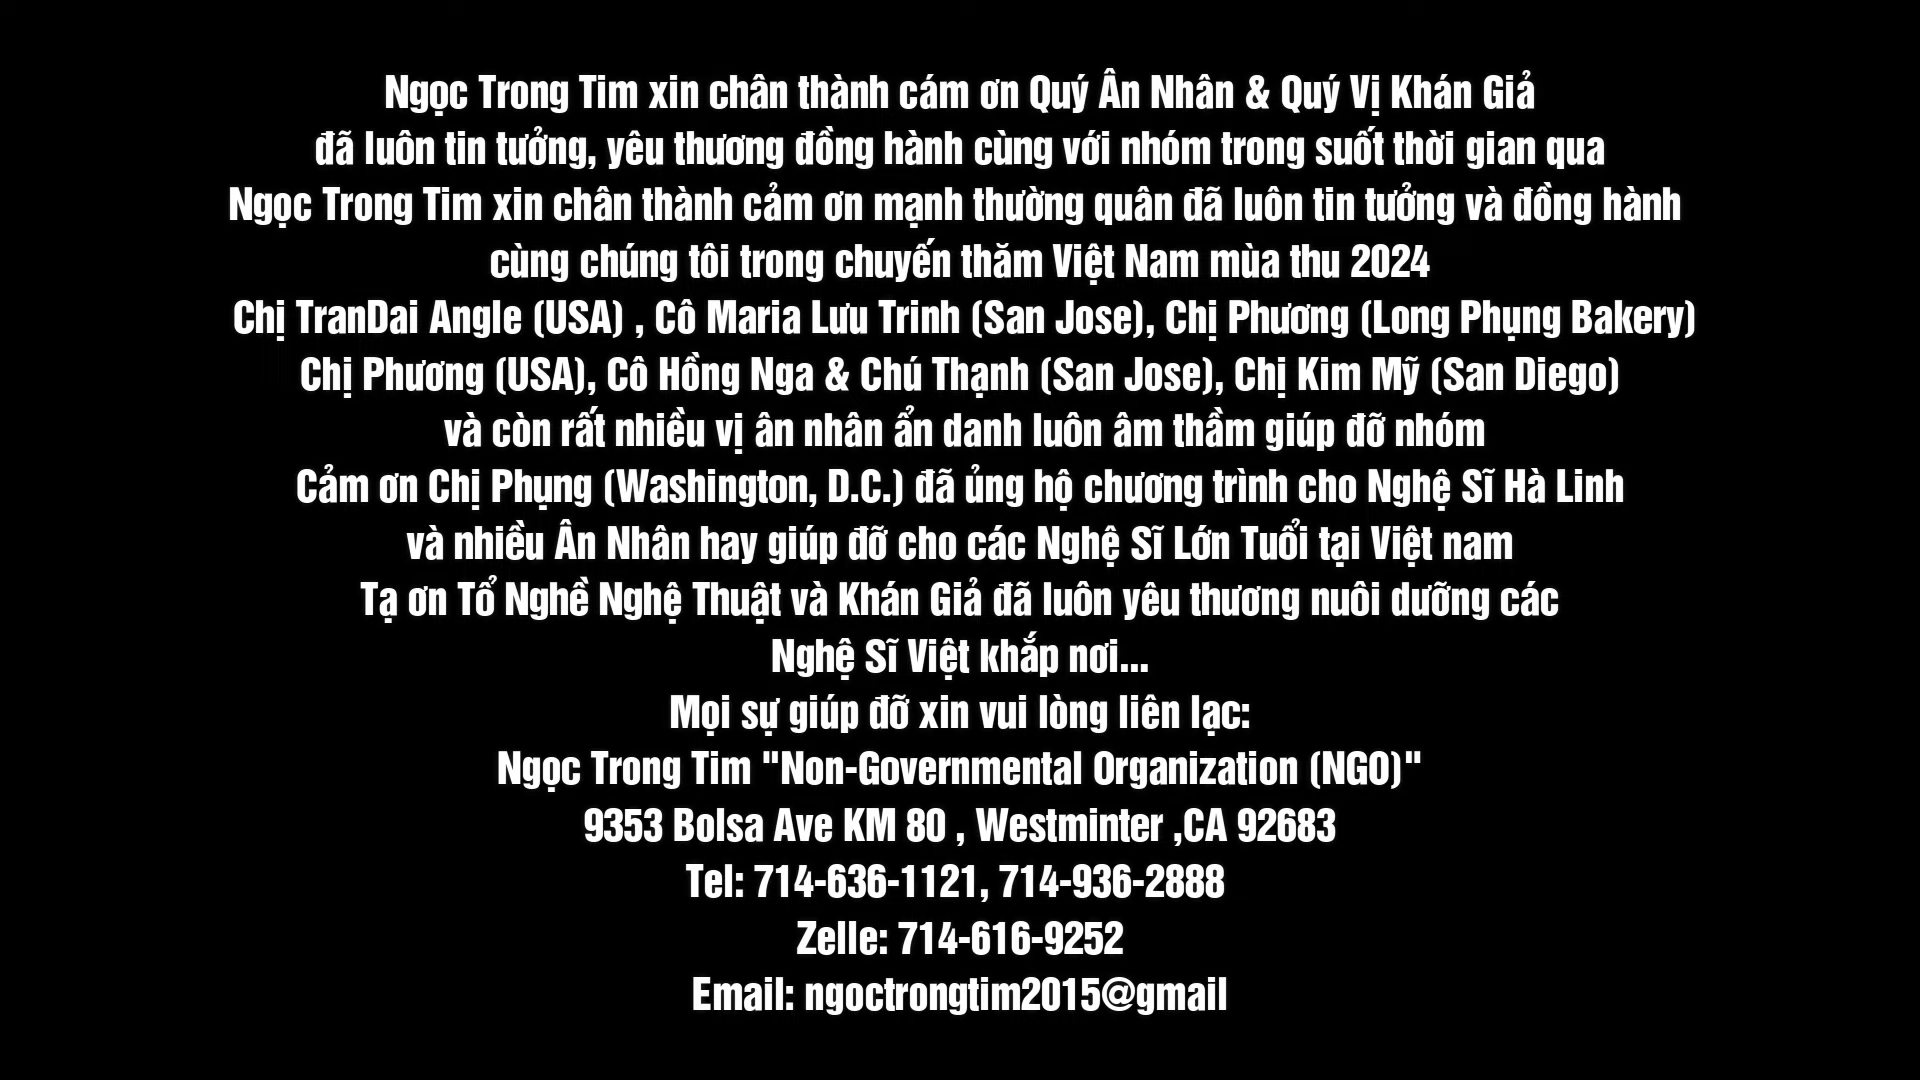 Ngọc Trong Tim xin chân thành cám ơn Quý Ân Nhân & Quý Vị Khán Giả
đã luôn tin tưởng, yêu thương đồng hành cùng với nhóm trong suốt thời gian qua
Ngọc Trong Tim xin chân thành cảm ơn mạnh thường quân đã luôn tin tưởng và đồng hành
cùng chúng tôi trong chuyến thăm Việt Nam mùa thu 2024
Chị TranDai Angle (USA) , Cô Maria Lưu Trinh (San Jose), Chị Phương (Long Phụng Bakery)
Chị Phương (USA), Cô Hồng Nga & Chú Thạnh (San Jose), Chị Kim Mỹ (San Diego)
và còn rất nhiều vị ân nhân ẩn danh luôn âm thầm giúp đỡ nhóm
Cảm ơn Chị Phụng (Washington, D.C.) đã ủng hộ chương trình cho Nghệ Sĩ Hà Linh
và nhiều Ân Nhân hay giúp đỡ cho các Nghệ Sĩ Lớn Tuổi tại Việt nam
Tạ ơn Tổ Nghề Nghệ Thuật và Khán Giả đã luôn yêu thương nuôi dưỡng các
Nghệ Sĩ Việt khắp nơi...
Mọi sự giúp đỡ xin vui lòng liên lạc:
Ngọc Trong Tim "Non-Governmental Organization (NGO)"
9353 Bolsa Ave KM 80 , Westminter ,CA 92683
Tel: 714-636-1121, 714-936-2888
Zelle: 714-616-9252
Email: ngoctrongtim2015@gmail